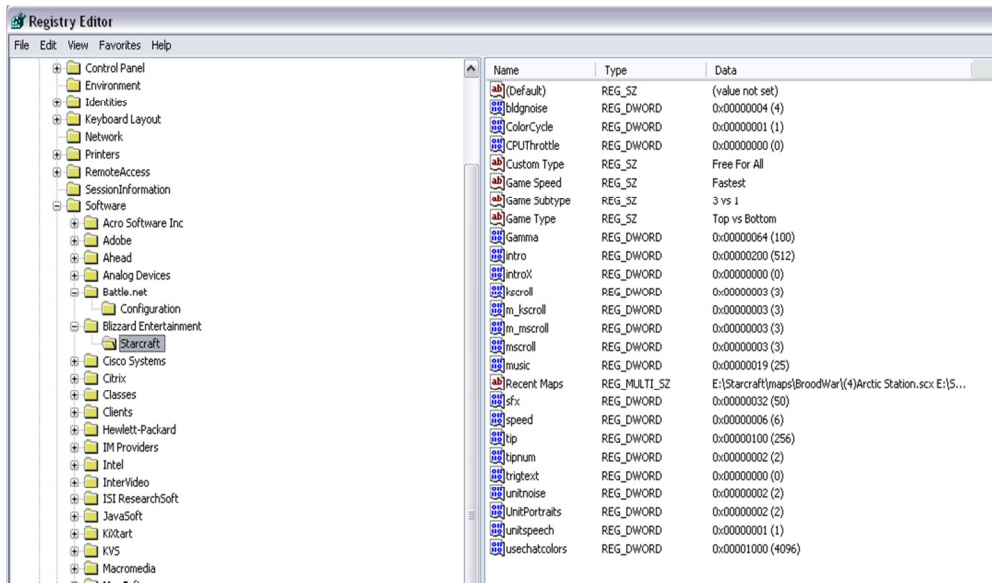 Registry Editor
File Edit View Favorites Help
Control Panel
Environment
Identities
Keyboard Layout
Network
Printers
RemoteAccess
SessionInformation
Software
Acro Software Inc
Adobe
Ahead
Analog Devices
Battle.net
Configuration
Blizzard Entertainment
Starcraft
Cisco Systems
Citrix
Classes
Clients
Hewlett-Packard
IM Providers
Intel
InterVideo
ISI ResearchSoft
JavaSoft
KiXtart
KVS
Macromedia
Name Type Data
(Default) REG_SZ (value not set)
bldgnoise REG_DWORD 0x00000004 (4)
ColorCycle REG_DWORD 0x00000001 (1)
CPUThrottle REG_DWORD 0x00000000 (0)
Custom Type REG_SZ Free For All
Game Speed REG_SZ Fastest
Game Subtype REG_SZ 3 vs 1
Game Type REG_SZ Top vs Bottom
Gamma REG_DWORD 0x00000064 (100)
intro REG_DWORD 0x00000200 (512)
introX REG_DWORD 0x00000000 (0)
kscroll REG_DWORD 0x00000003 (3)
m_kscroll REG_DWORD 0x00000003 (3)
m_mscroll REG_DWORD 0x00000003 (3)
mscroll REG_DWORD 0x00000003 (3)
music REG_DWORD 0x00000019 (25)
Recent Maps REG_MULTI_SZ E:\Starcraft\maps\BroodWar\(4)Arctic Station.scx E:\S...
sfx REG_DWORD 0x00000032 (50)
speed REG_DWORD 0x00000006 (6)
tip REG_DWORD 0x00000100 (256)
tipnum REG_DWORD 0x00000002 (2)
trigtext REG_DWORD 0x00000000 (0)
unitnoise REG_DWORD 0x00000002 (2)
UnitPortraits REG_DWORD 0x00000002 (2)
unitspeech REG_DWORD 0x00000001 (1)
usechatcolors REG_DWORD 0x00001000 (4096)